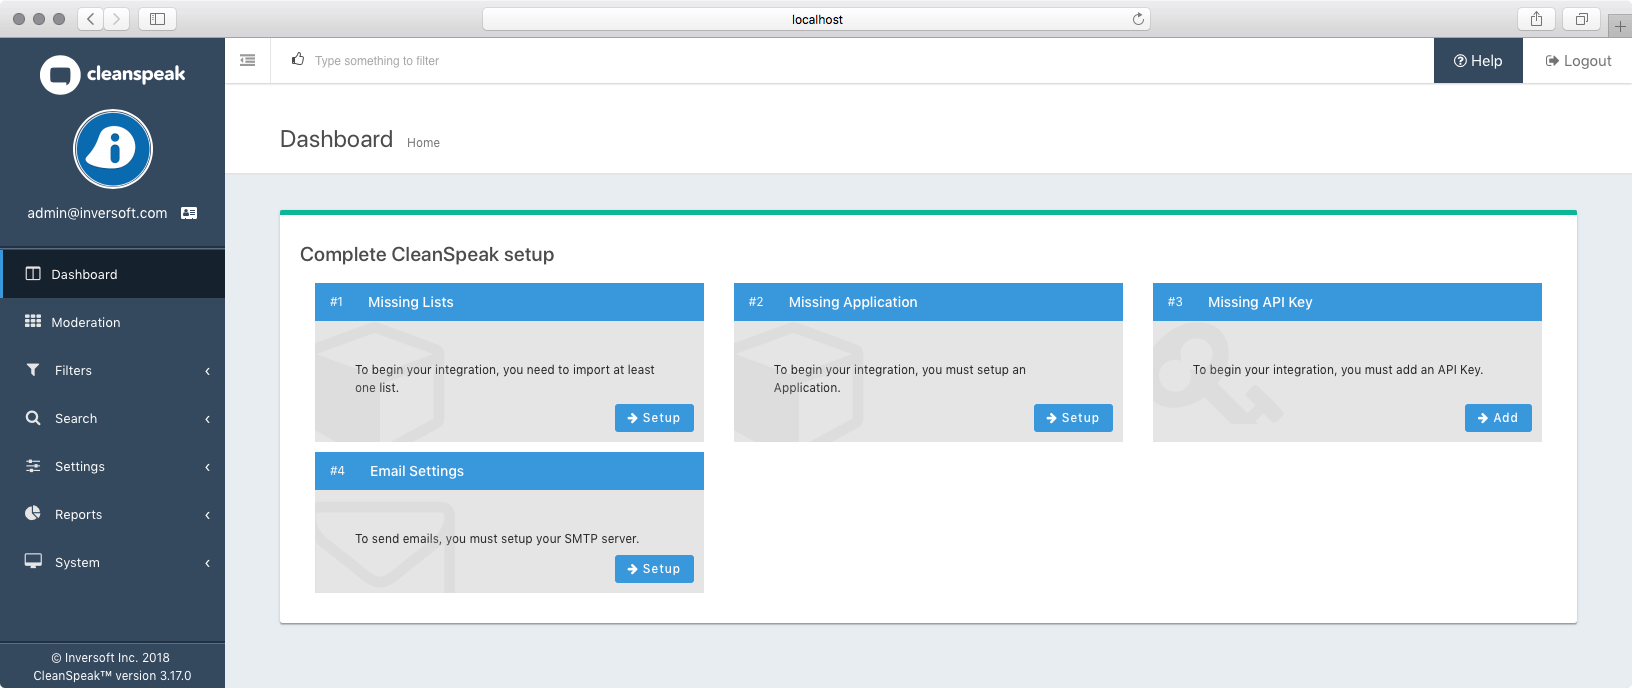 localhost
cleanspeak
Type something to filter
Help
Logout
admin@inversoft.com
Dashboard Home
Dashboard
Moderation
Filters
Search
Settings
Reports
System
© Inversoft Inc. 2018
CleanSpeak™ version 3.17.0
Complete CleanSpeak setup
#1 Missing Lists
To begin your integration, you need to import at least
one list.
Setup
#2 Missing Application
To begin your integration, you must setup an
Application.
Setup
#3 Missing API Key
To begin your integration, you must add an API Key.
Add
#4 Email Settings
To send emails, you must setup your SMTP server.
Setup